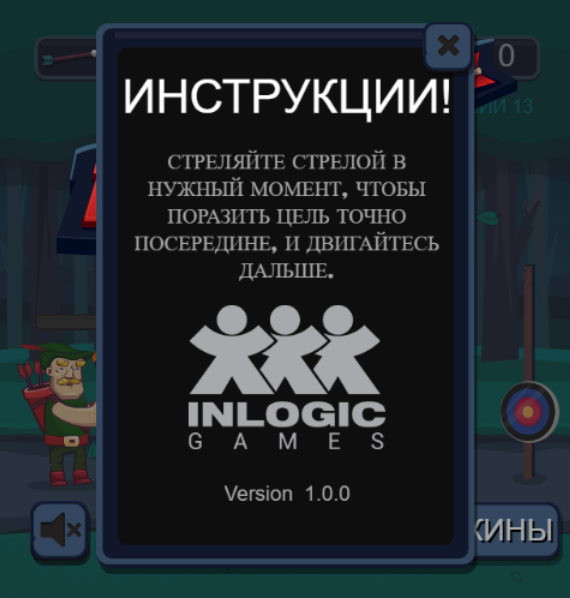 0
ИНСТРУКЦИИ!
СТРЕЛЯЙТЕ СТРЕЛОЙ В
НУЖНЫЙ МОМЕНТ, ЧТОБЫ
ПОРАЗИТЬ ЦЕЛЬ ТОЧНО
ПОСЕРЕДИНЕ, И ДВИГАЙТЕСЬ
ДАЛЬШЕ.
INLOGIC
GAMES
Version 1.0.0